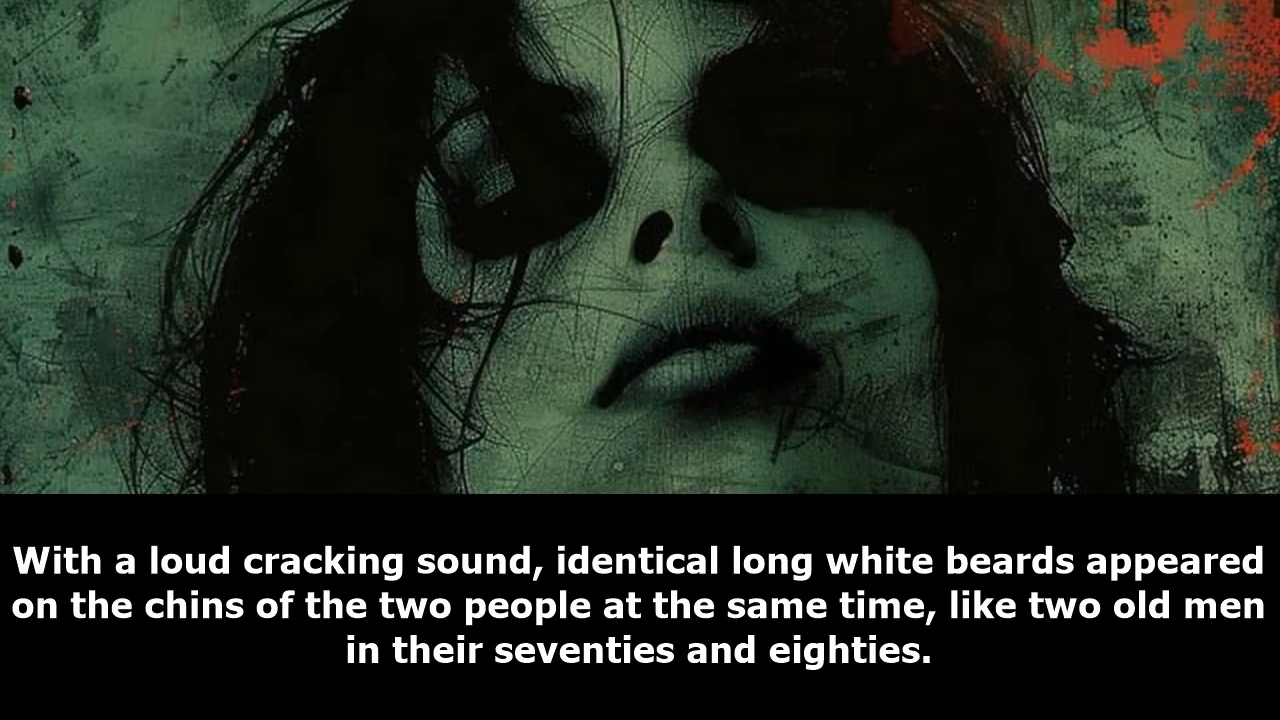 With a loud cracking sound, identical long white beards appeared
on the chins of the two people at the same time, like two old men
in their seventies and eighties.